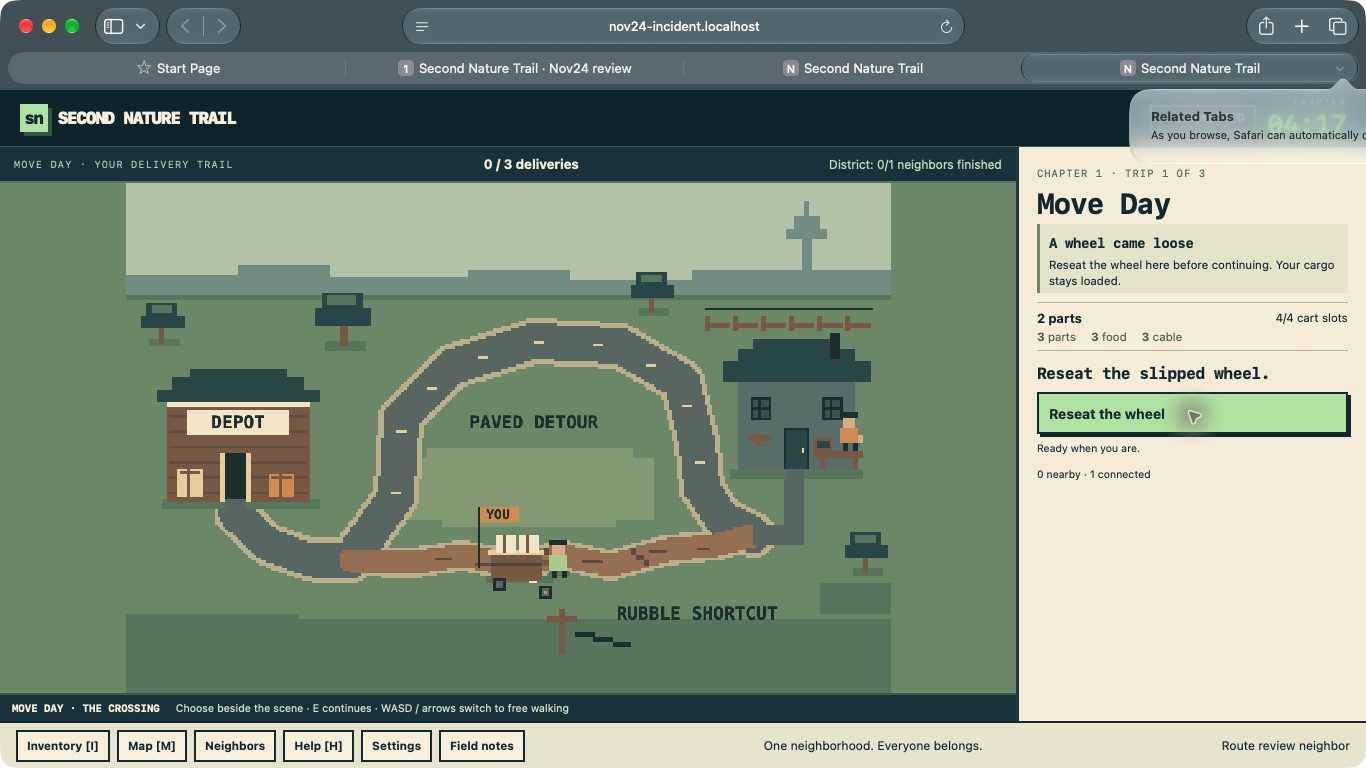 nov24-incident.localhost
Start Page
1 Second Nature Trail · Nov24 review
N Second Nature Trail
N Second Nature Trail
sn SECOND NATURE TRAIL
CHAPTER
04:17
Related Tabs
As you browse, Safari can automatically
MOVE DAY · YOUR DELIVERY TRAIL
0 / 3 deliveries
District: 0/1 neighbors finished
DEPOT
PAVED DETOUR
YOU
RUBBLE SHORTCUT
CHAPTER 1 · TRIP 1 OF 3
Move Day
A wheel came loose
Reseat the wheel here before continuing. Your cargo
stays loaded.
2 parts 4/4 cart slots
3 parts 3 food 3 cable
Reseat the slipped wheel.
Reseat the wheel
Ready when you are.
0 nearby · 1 connected
MOVE DAY · THE CROSSING Choose beside the scene · E continues · WASD / arrows switch to free walking
Inventory [I] Map [M] Neighbors Help [H] Settings Field notes
One neighborhood. Everyone belongs.
Route review neighbor